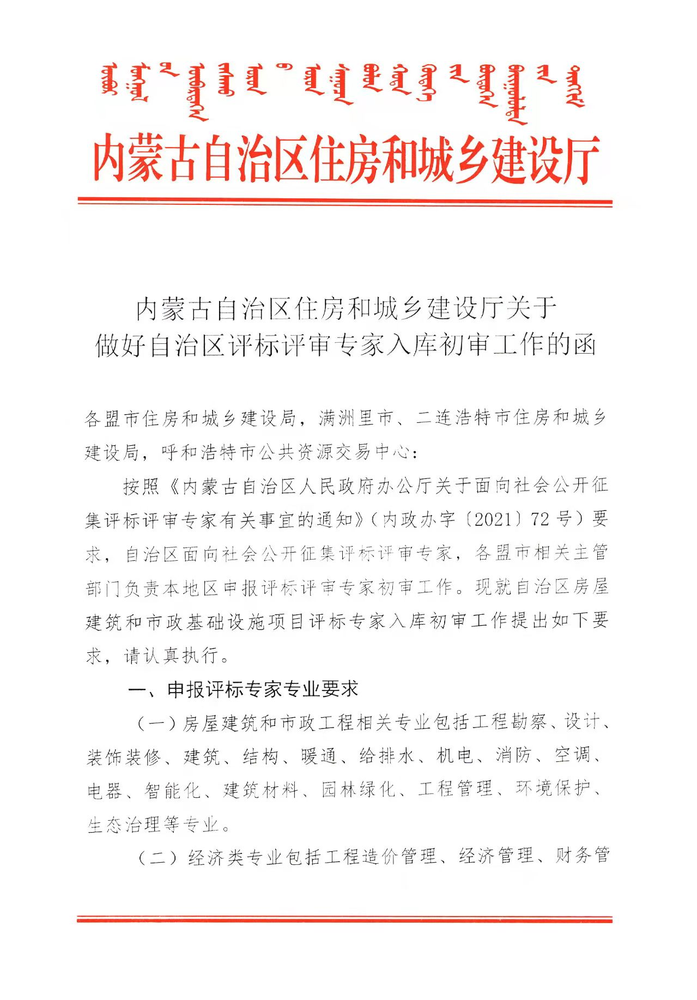 内蒙古自治区住房和城乡建设厅
内蒙古自治区住房和城乡建设厅关于
做好自治区评标评审专家入库初审工作的函
各盟市住房和城乡建设局，满洲里市、二连浩特市住房和城乡
建设局，呼和浩特市公共资源交易中心：
按照《内蒙古自治区人民政府办公厅关于面向社会公开征
集评标评审专家有关事宜的通知》（内政办字〔2021〕72号）要
求，自治区面向社会公开征集评标评审专家，各盟市相关主管
部门负责本地区申报评标评审专家初审工作。现就自治区房屋
建筑和市政基础设施项目评标专家入库初审工作提出如下要
求，请认真执行。
一、申报评标专家专业要求
（一）房屋建筑和市政工程相关专业包括工程勘察、设计、
装饰装修、建筑、结构、暖通、给排水、机电、消防、空调、
电器、智能化、建筑材料、园林绿化、工程管理、环境保护、
生态治理等专业。
（二）经济类专业包括工程造价管理、经济管理、财务管